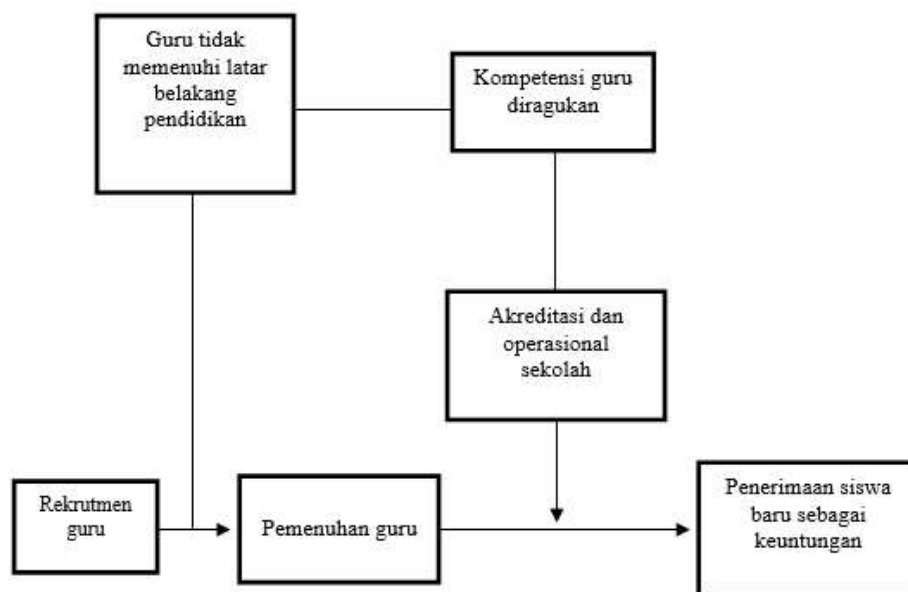 Guru tidak
memenuhi latar
belakang
pendidikan
Kompetensi guru
diragukan
Akreditasi dan
operasional
sekolah
Rekrutmen
guru
Pemenuhan guru
Penerimaan siswa
baru sebagai
keuntungan